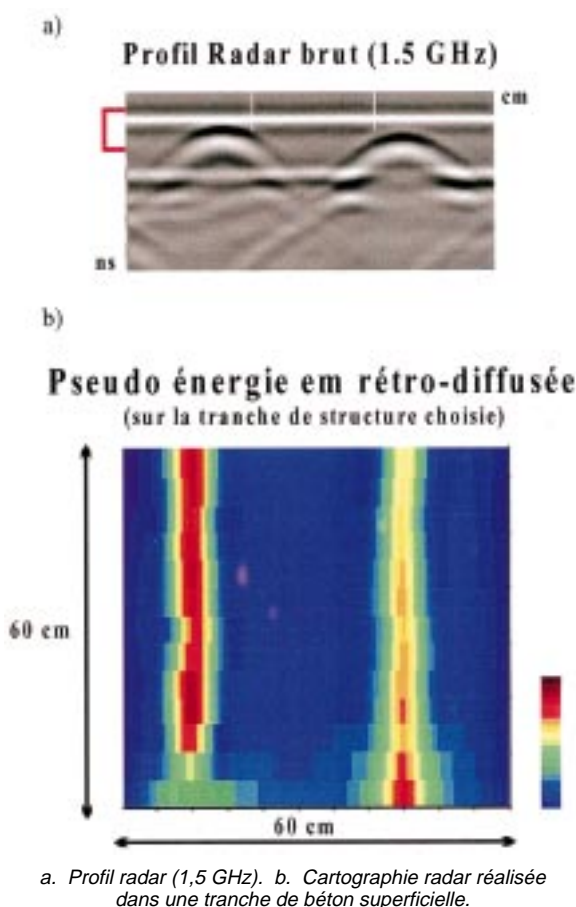 a)
Profil Radar brut (1.5 GHz)
cm
ns
b)
Pseudo énergie em rétro-diffusée
(sur la tranche de structure choisie)
60 cm
60 cm
a. Profil radar (1,5 GHz). b. Cartographie radar réalisée
dans une tranche de béton superficielle.